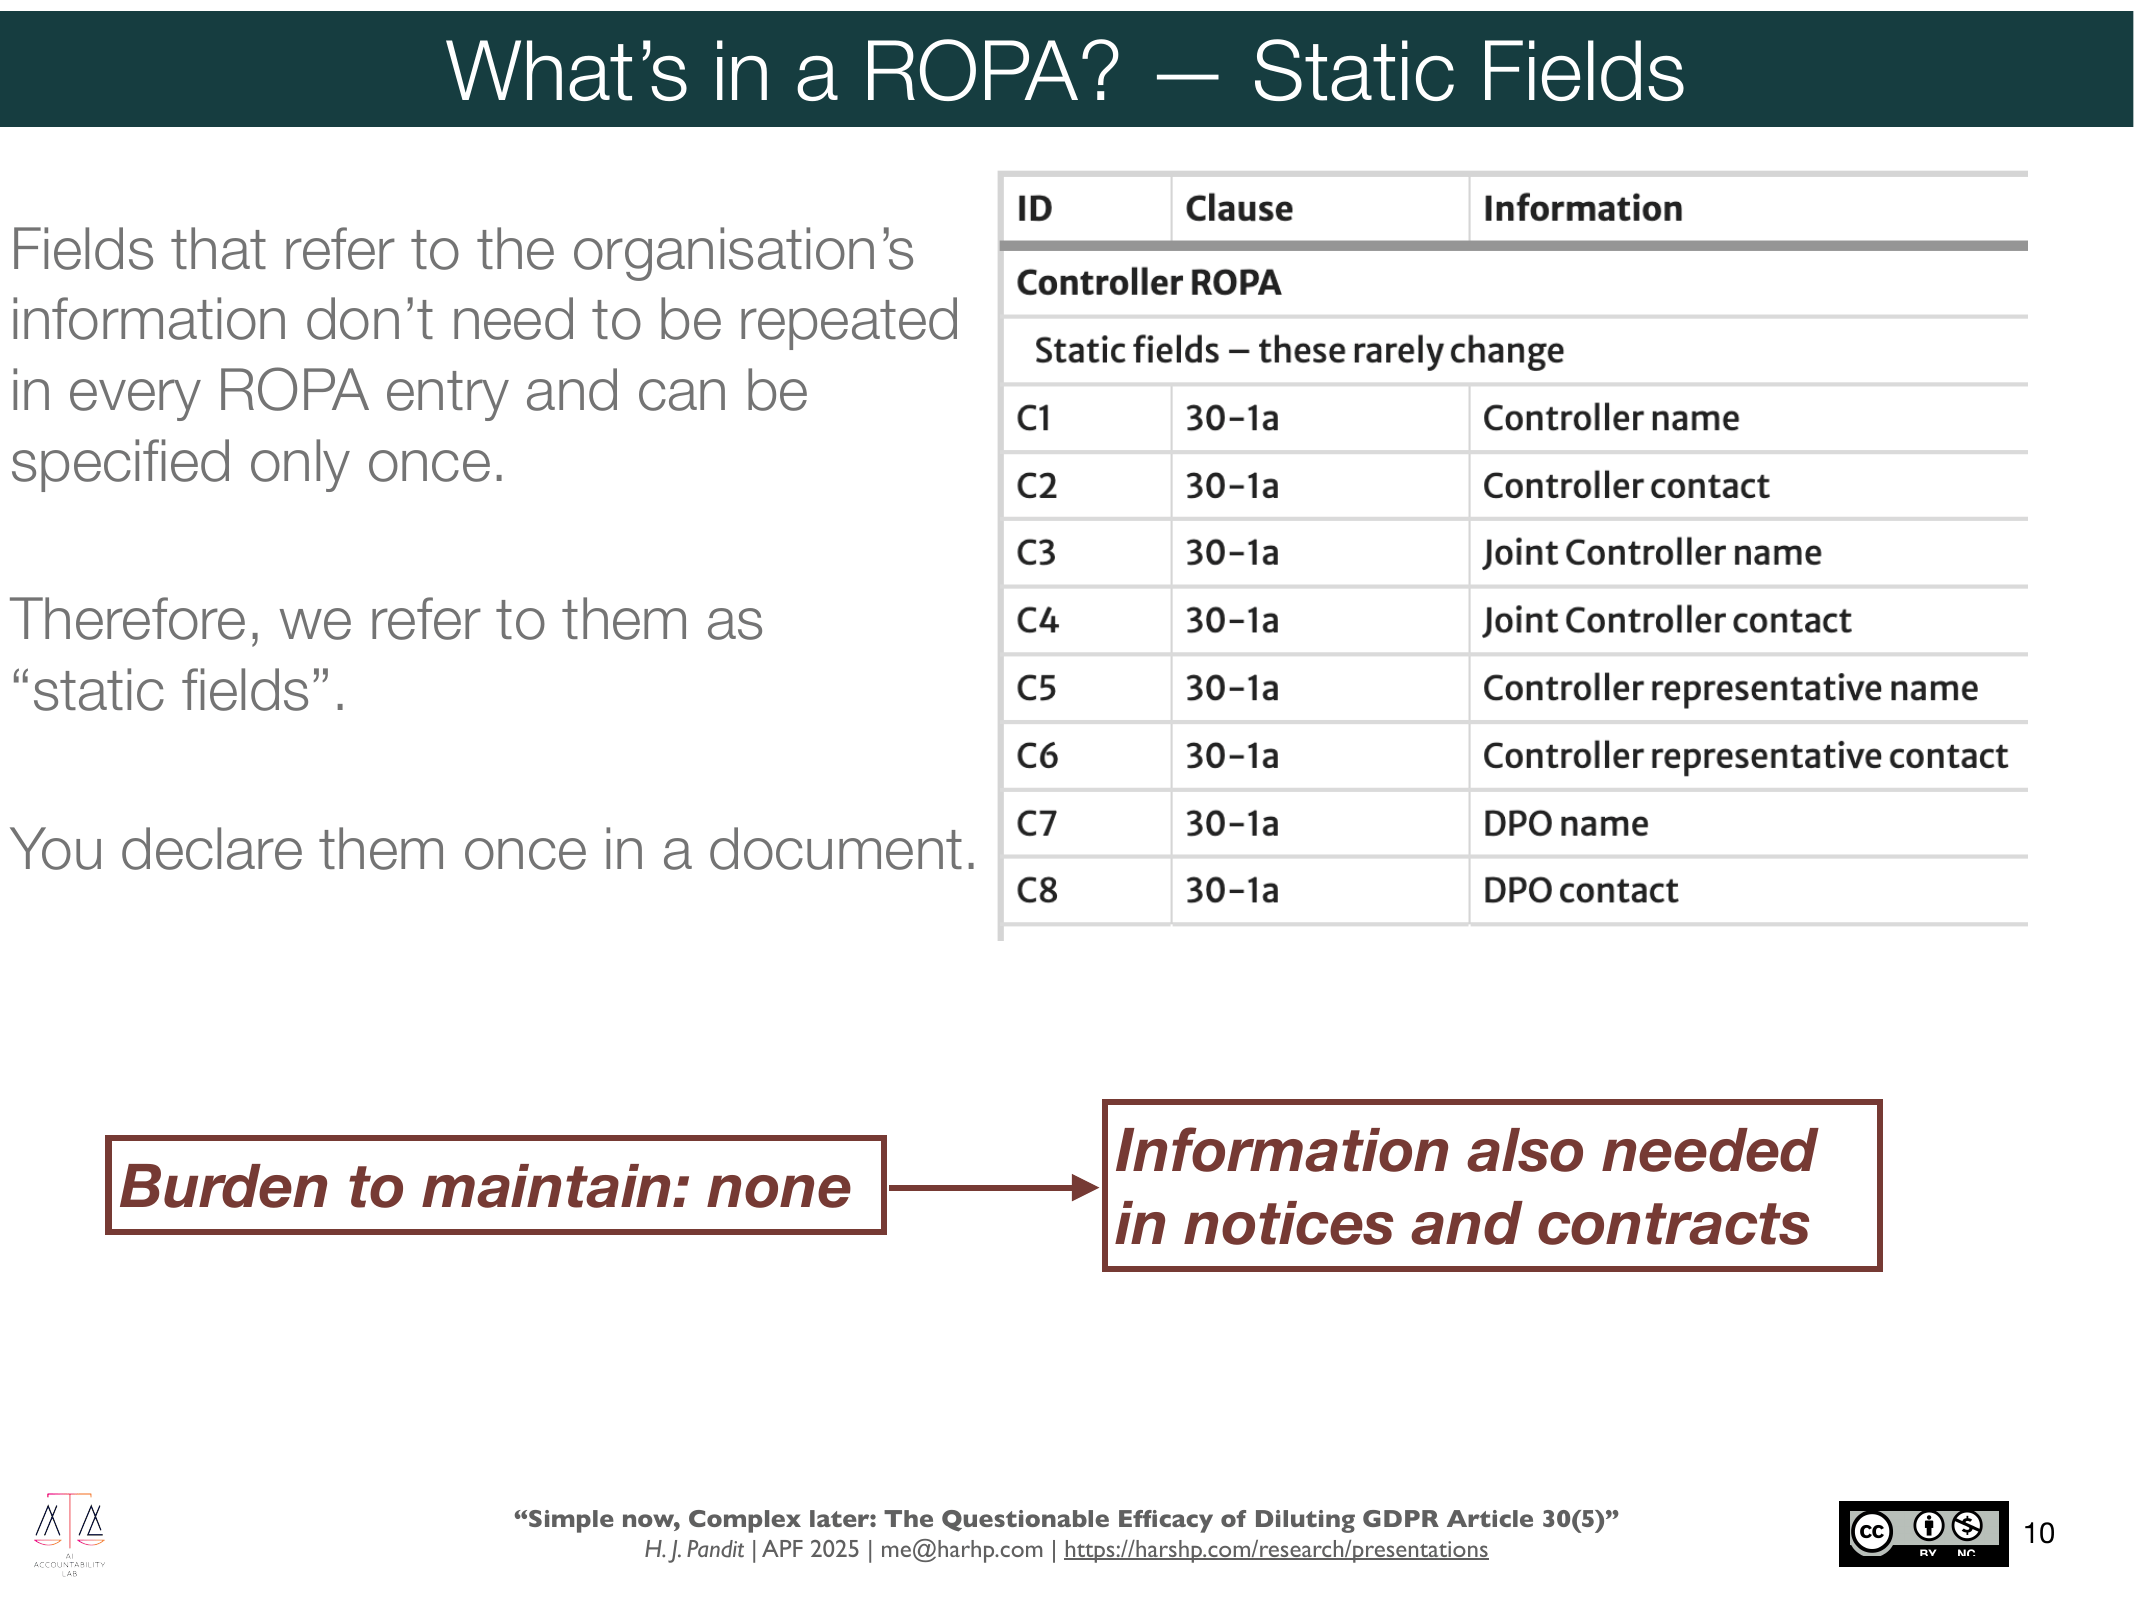 What’s in a ROPA? — Static Fields
Fields that refer to the organisation’s
information don’t need to be repeated
in every ROPA entry and can be
specified only once.
Therefore, we refer to them as
“static fields”.
You declare them once in a document.
ID Clause Information
Controller ROPA
Static fields – these rarely change
C1 30-1a Controller name
C2 30-1a Controller contact
C3 30-1a Joint Controller name
C4 30-1a Joint Controller contact
C5 30-1a Controller representative name
C6 30-1a Controller representative contact
C7 30-1a DPO name
C8 30-1a DPO contact
Burden to maintain: none
Information also needed
in notices and contracts
AI
ACCOUNTABILITY
LAB
“Simple now, Complex later: The Questionable Efficacy of Diluting GDPR Article 30(5)”
H. J. Pandit | APF 2025 | me@harhp.com | https://harshp.com/research/presentations
cc BY NC
10